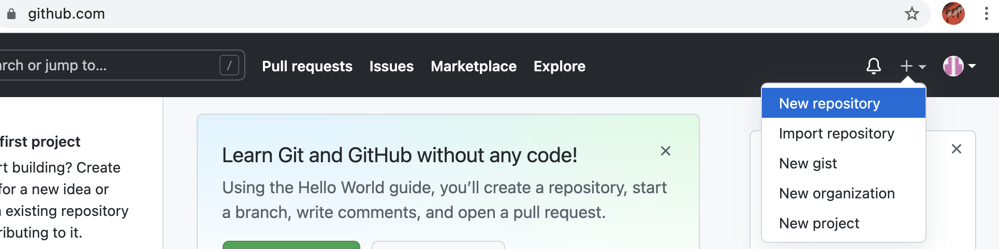 github.com
rch or jump to...
/
Pull requests
Issues
Marketplace
Explore
New repository
Import repository
New gist
New organization
New project
first project
rt building? Create
for a new idea or
existing repository
ributing to it.
Learn Git and GitHub without any code!
Using the Hello World guide, you’ll create a repository, start
a branch, write comments, and open a pull request.